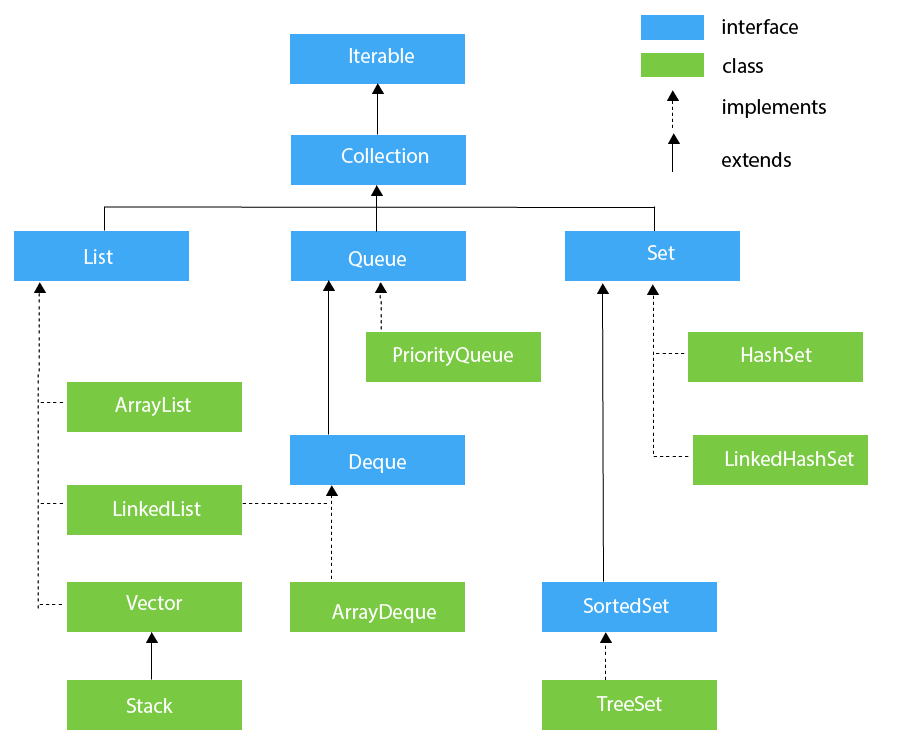 interface
class
implements
extends
Iterable
Collection
List
Queue
Set
PriorityQueue
HashSet
ArrayList
Deque
LinkedHashSet
LinkedList
Vector
ArrayDeque
SortedSet
Stack
TreeSet